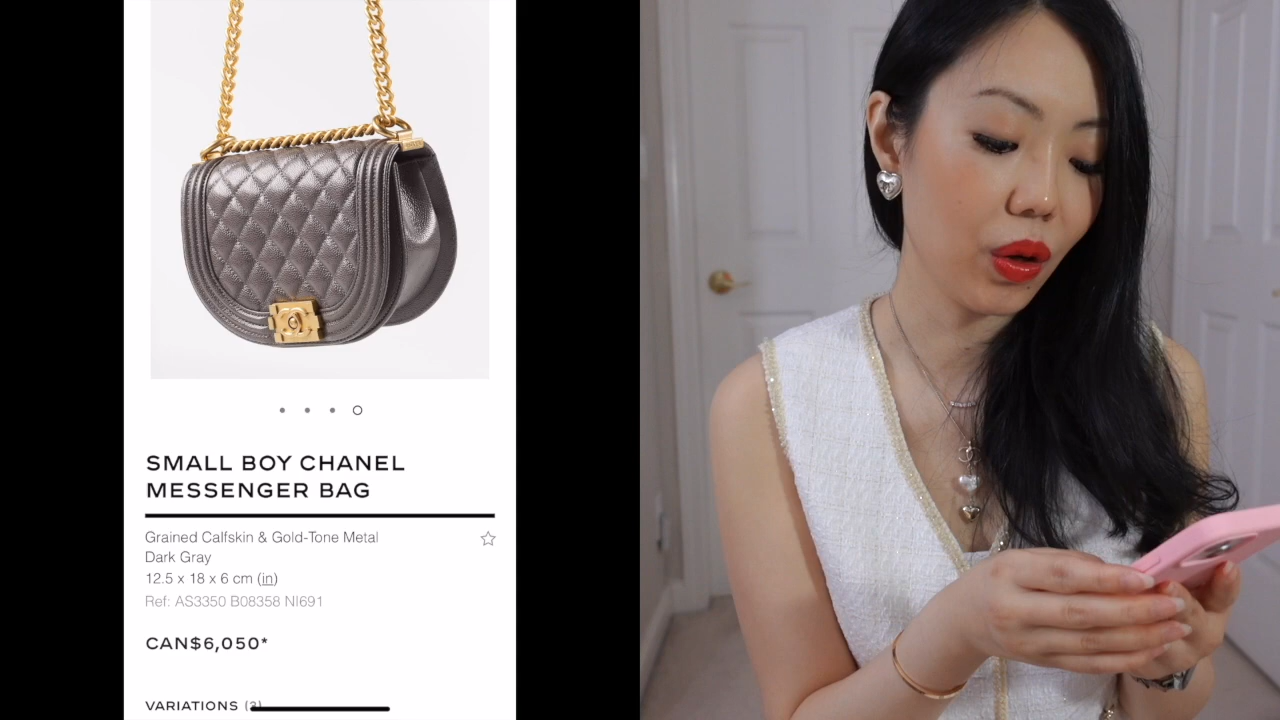 SMALL BOY CHANEL
MESSENGER BAG
Grained Calfskin & Gold-Tone Metal
Dark Gray
12.5 x 18 x 6 cm (in)
Ref: AS3350 B08358 NI691
CAN$6,050*
VARIATIONS